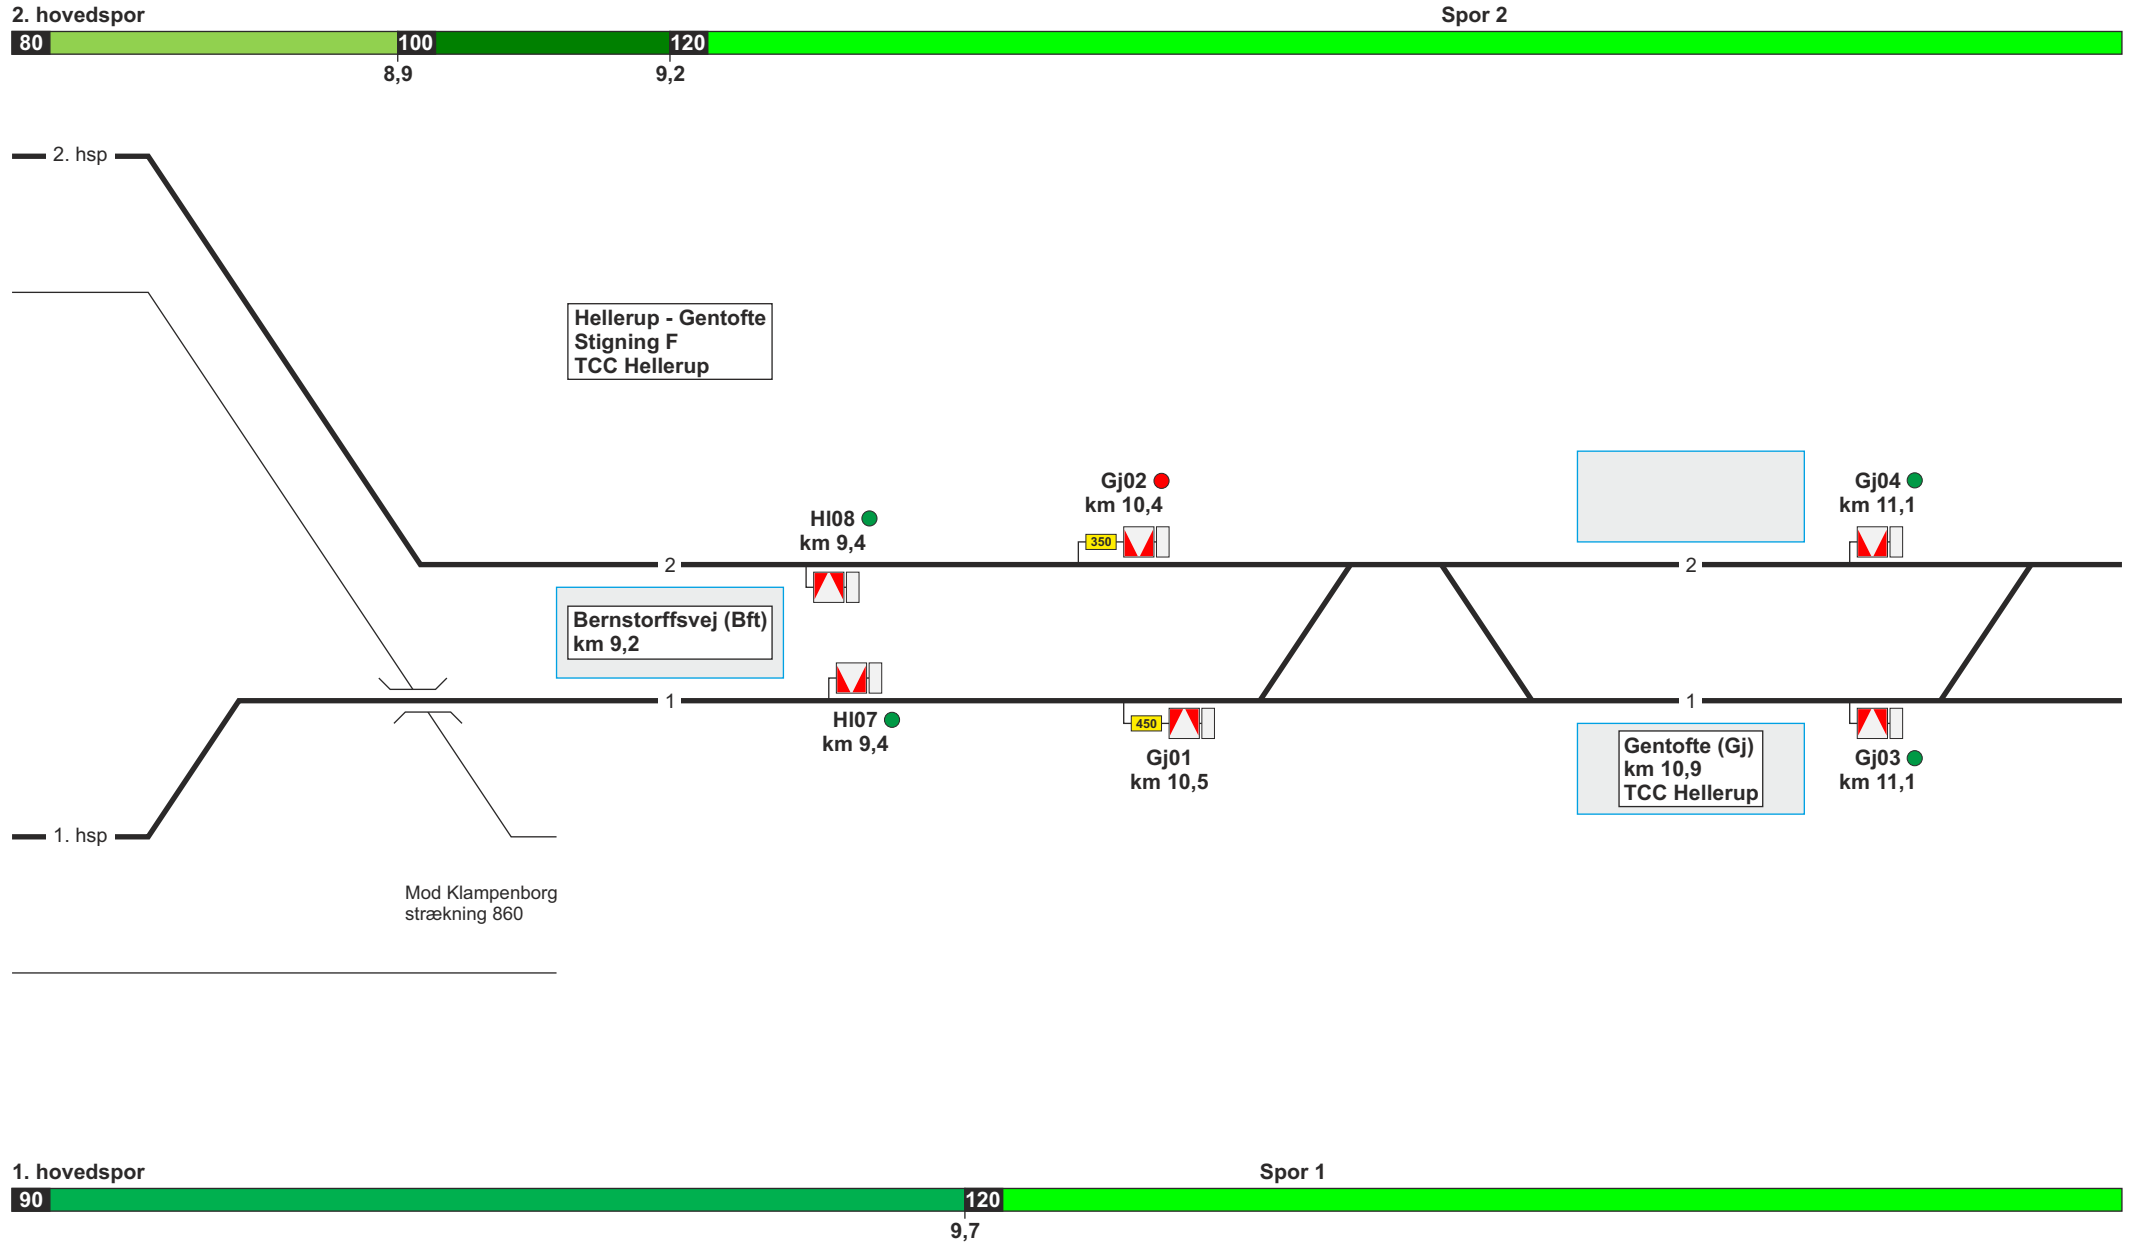 2. hovedspor
Spor 2
80
100
120
8,9
9,2
2. hsp
Hellerup - Gentofte
Stigning F
TCC Hellerup
Hl08
km 9,4
Gj02
km 10,4
350
Gj04
km 11,1
2
2
Bernstorffsvej (Bft)
km 9,2
1
1
Hl07
km 9,4
450
Gj01
km 10,5
Gentofte (Gj)
km 10,9
TCC Hellerup
Gj03
km 11,1
1. hsp
Mod Klampenborg
strækning 860
1. hovedspor
Spor 1
90
120
9,7